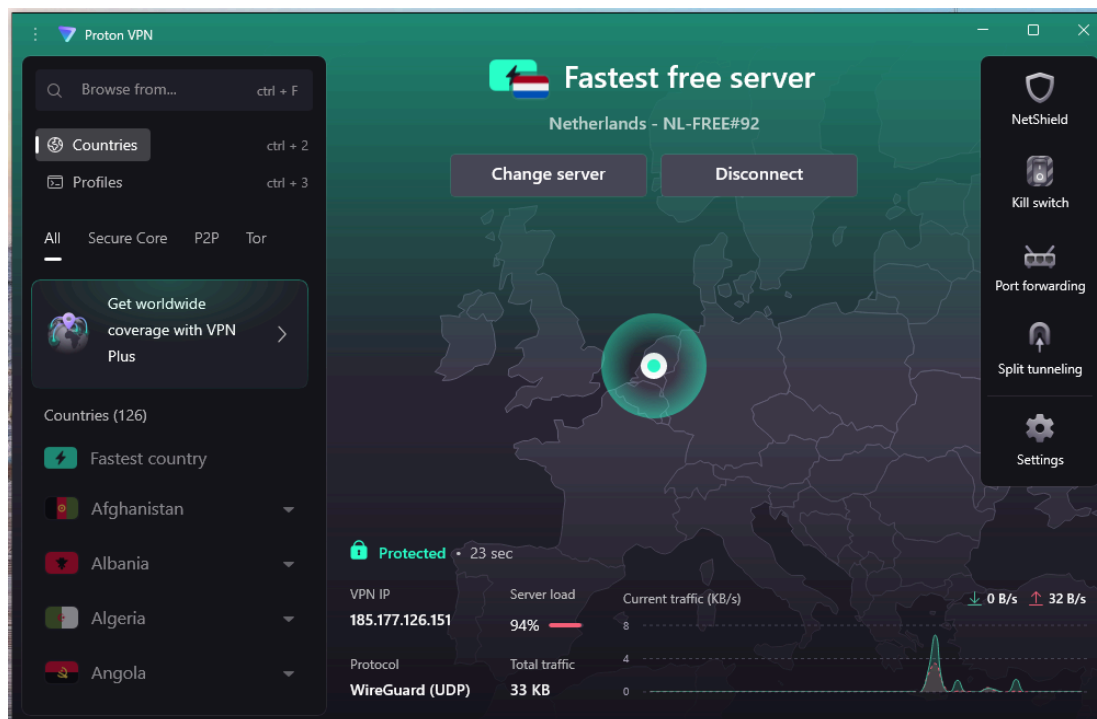 Proton VPN
Browse from... ctrl + F
Countries ctrl + 2
Profiles ctrl + 3
All Secure Core P2P Tor
Get worldwide
coverage with VPN
Plus
Countries (126)
Fastest country
Afghanistan
Albania
Algeria
Angola
Fastest free server
Netherlands - NL-FREE#92
Change server Disconnect
Protected • 23 sec
VPN IP
185.177.126.151
Server load
94%
Protocol
WireGuard (UDP)
Total traffic
33 KB
Current traffic (KB/s)
0 B/s 32 B/s
8
4
0
NetShield
Kill switch
Port forwarding
Split tunneling
Settings